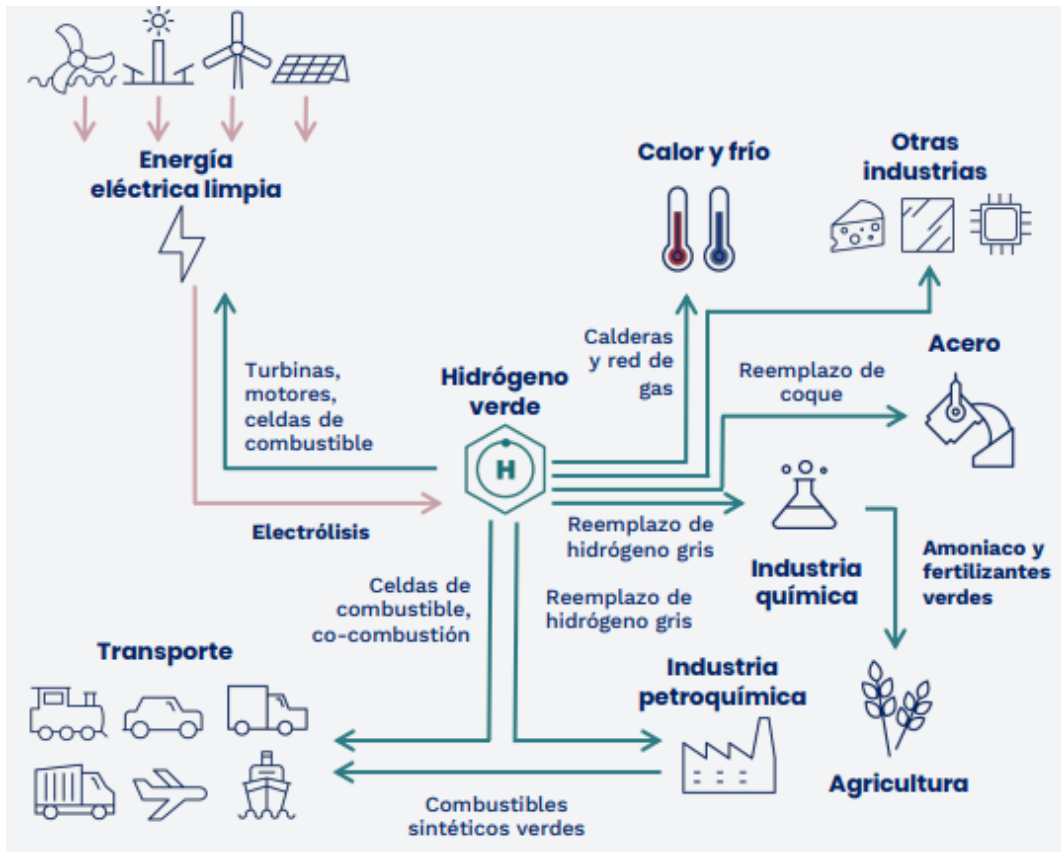 Energía
eléctrica limpia
Calor y frío
Otras
industrias
Turbinas,
motores,
celdas de
combustible
Hidrógeno
verde
H
Calderas
y red de
gas
Reemplazo de
coque
Acero
Electrólisis
Reemplazo de
hidrógeno gris
Industria
química
Amoniaco y
fertilizantes
verdes
Celdas de
combustible,
co-combustión
Reemplazo de
hidrógeno gris
Transporte
Industria
petroquímica
Agricultura
Combustibles
sintéticos verdes